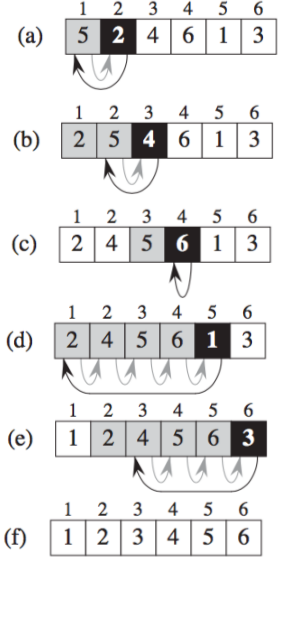 1 2 3 4 5 6
(a) 5 2 4 6 1 3
1 2 3 4 5 6
(b) 2 5 4 6 1 3
1 2 3 4 5 6
(c) 2 4 5 6 1 3
1 2 3 4 5 6
(d) 2 4 5 6 1 3
1 2 3 4 5 6
(e) 1 2 4 5 6 3
1 2 3 4 5 6
(f) 1 2 3 4 5 6